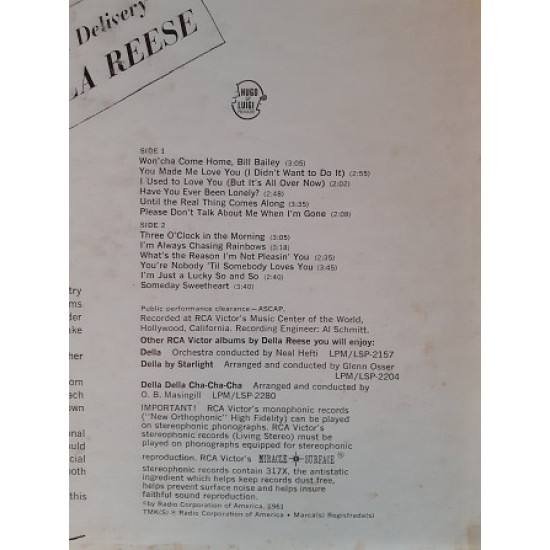 Delivery
LA REESE
HUGO
&
LUIGI
SIDE 1
Won'cha Come Home, Bill Bailey (3:05)
You Made Me Love You (I Didn't Want to Do It) (2:55)
I Used to Love You (But it's All Over Now) (2:02)
Have You Ever Been Lonely? (2:48)
Until the Real Thing Comes Along (3:35)
Please Don't Talk About Me When I'm Gone (2:08)
SIDE 2
Three O'Clock in the Morning (3:05)
I'm Always Chasing Rainbows (3:18)
What's the Reason I'm Not Pleasin' You (2:35)
You're Nobody 'Til Somebody Loves You (3:45)
I'm Just a Lucky So and So (2:40)
Someday Sweetheart (3:40)
Public performance clearance—ASCAP.
Recorded at RCA Victor's Music Center of the World,
Hollywood, California. Recording Engineer: Al Schmitt.
Other RCA Victor albums by Della Reese you will enjoy:
Della Orchestra conducted by Neal Hefti LPM/LSP-2157
Della by Starlight Arranged and conducted by Glenn Osser
LPM/LSP-2204
Della Della Cha-Cha-Cha Arranged and conducted by
O. B. Masingill LPM/LSP-2280
IMPORTANT! RCA Victor's monophonic records
("New Orthophonic" High Fidelity) can be played
on stereophonic phonographs. RCA Victor's
stereophonic records (Living Stereo) must be
played on phonographs equipped for stereophonic
reproduction. RCA Victor's MIRACLE SURFACE ®
stereophonic records contain 317X, the antistatic
ingredient which helps keep records dust free,
helps prevent surface noise and helps insure
faithful sound reproduction.
© by Radio Corporation of America, 1961
TMK(S) ® Radio Corporation of America • Marca(s) Registrada(s)
try
ms
der
ake
her
om
ach
own
onal
uld
cial
oth
this